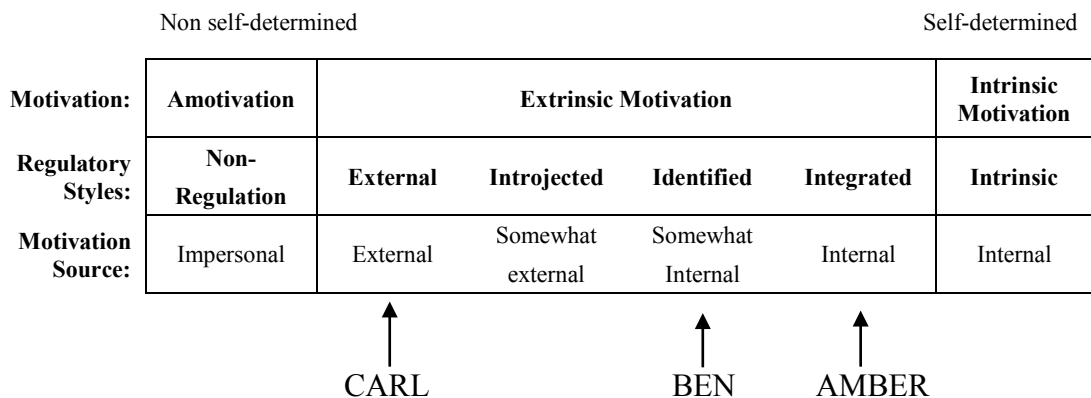 Non self-determined Self-determined
Motivation: Amotivation Extrinsic Motivation Intrinsic
Motivation
Regulatory
Styles: Non-
Regulation External Introjected Identified Integrated Intrinsic
Motivation
Source: Impersonal External Somewhat
external Somewhat
Internal Internal Internal
CARL BEN AMBER